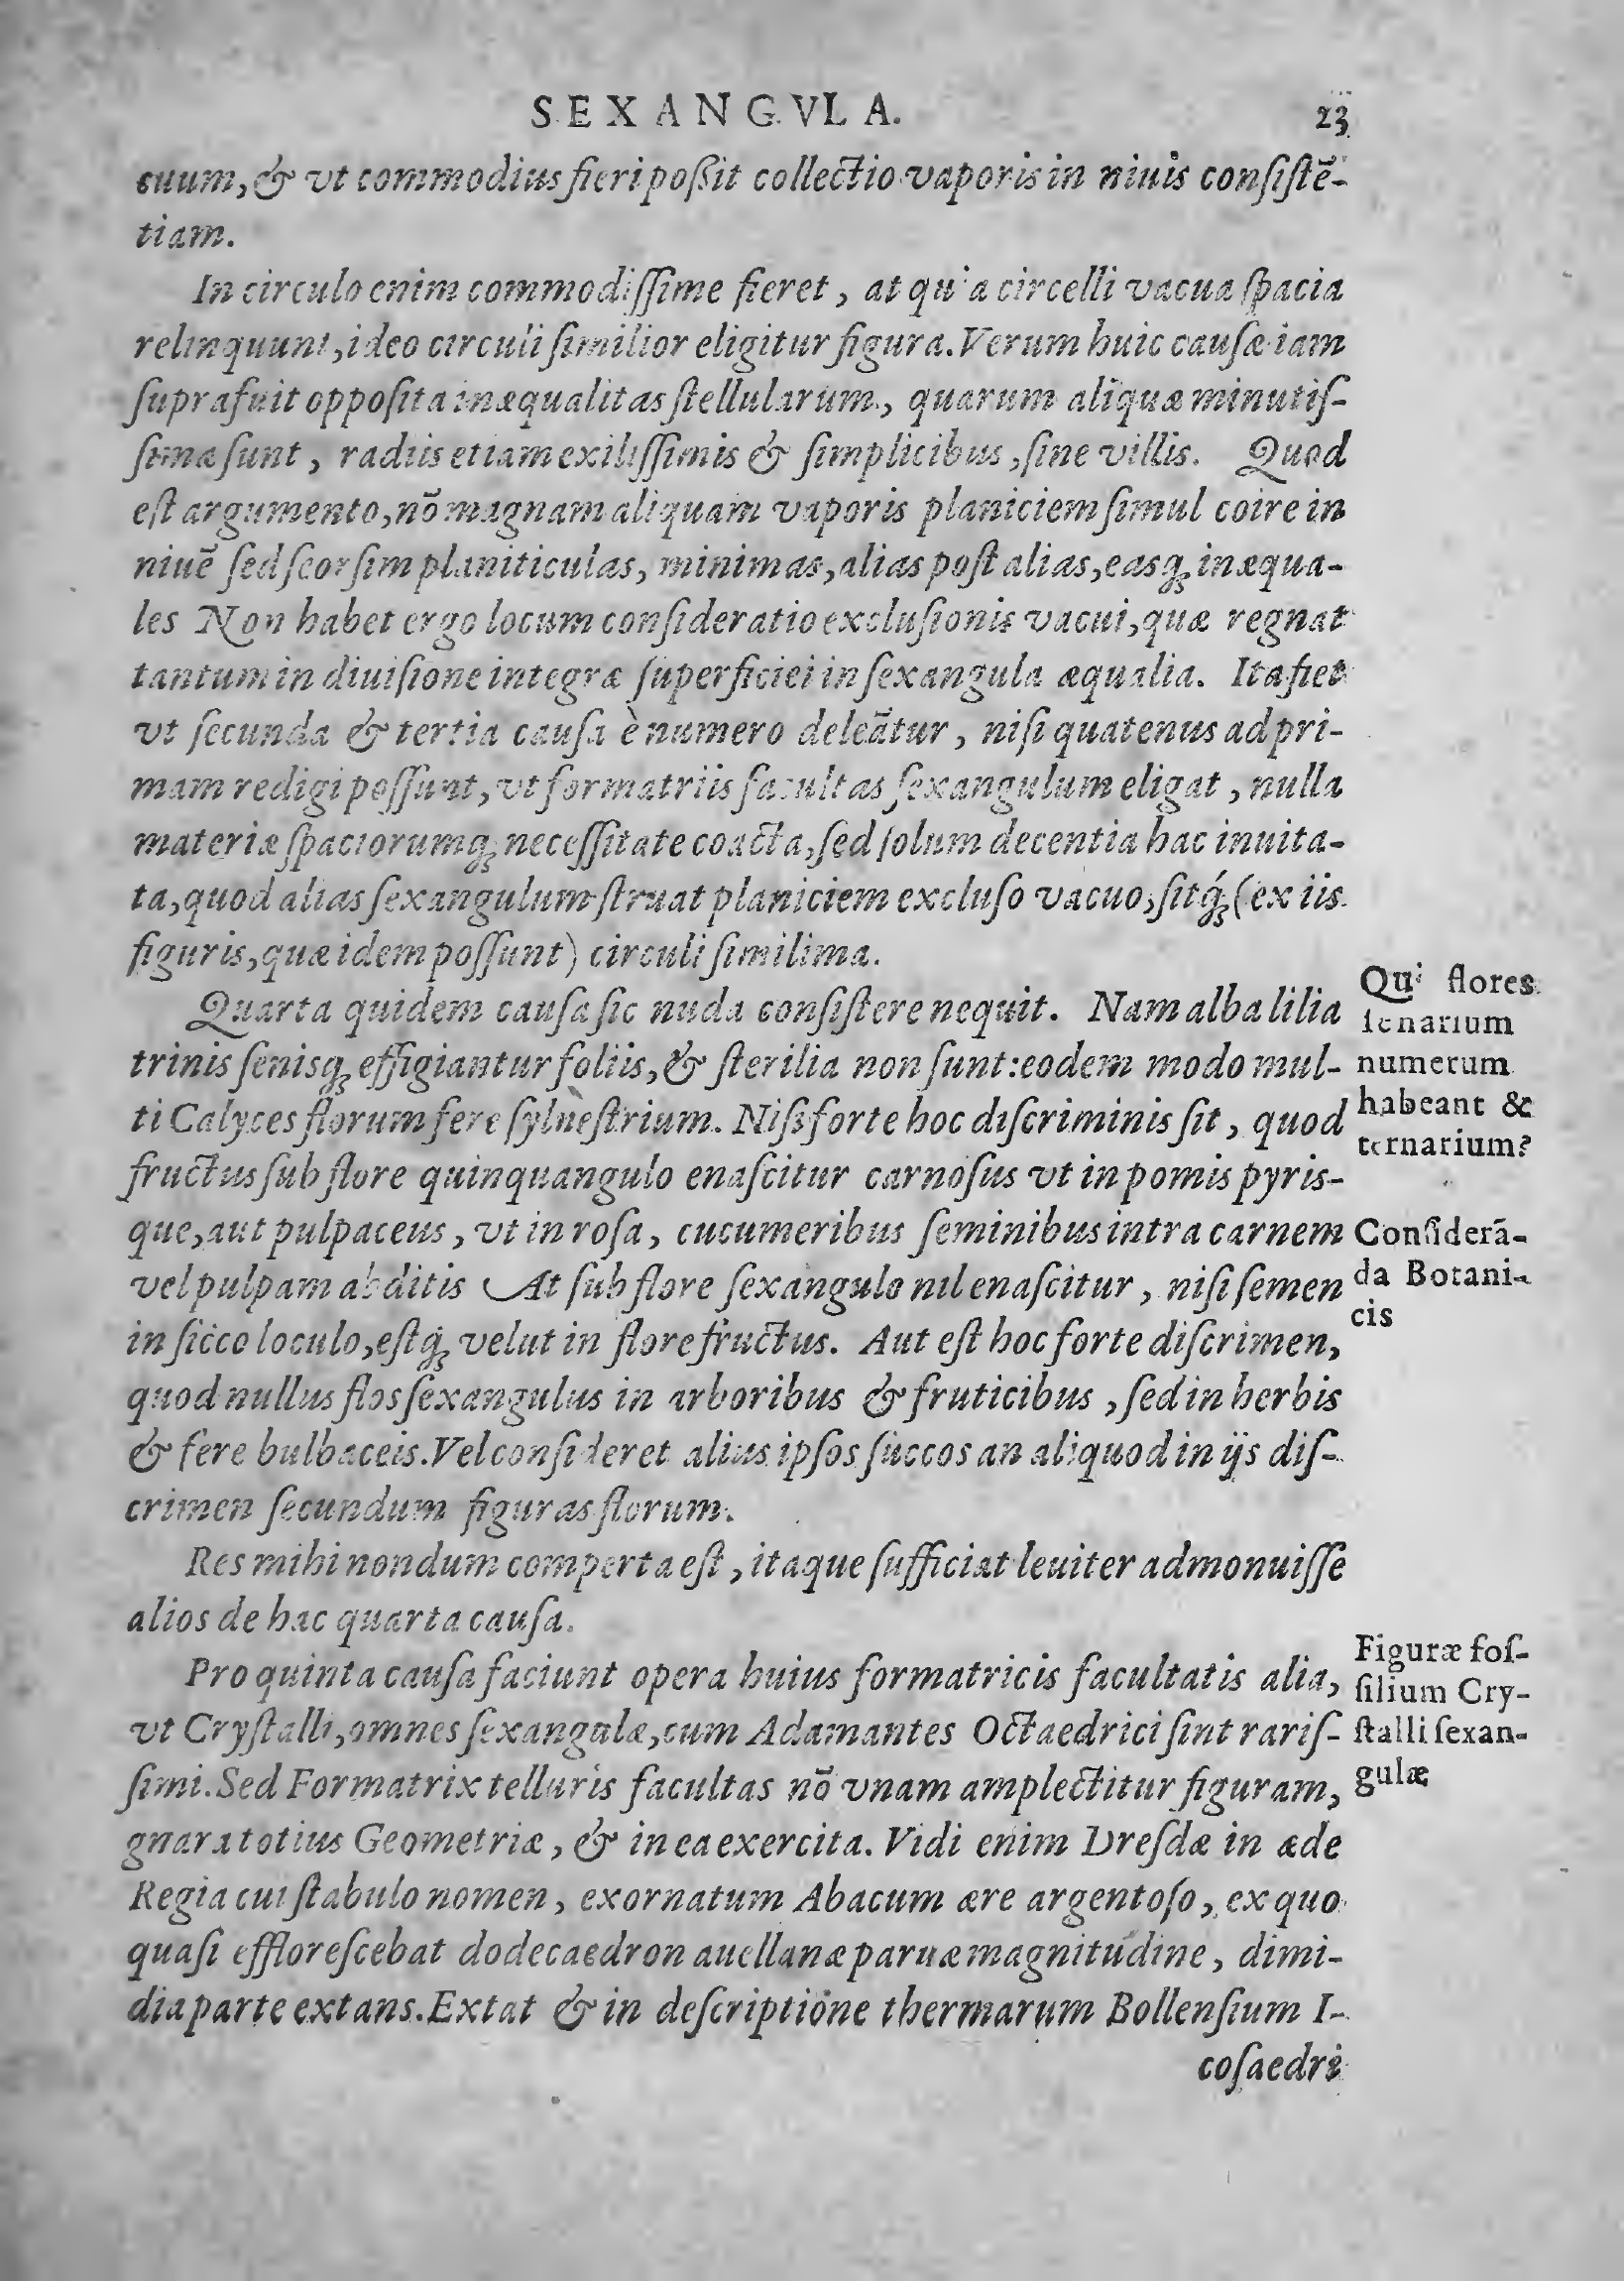 SEXANGVLA. 23
cuum, & vt commodius fieri poßit collectio vaporis in niuis consistē-
tiam.
In circulo enim commodissime fieret, at quia circelli vacua spacia
relinquunt, ideo circuli similior eligitur figura. Verum huic causæ iam
supra fuit opposita inæqualitas stellularum, quarum aliquæ minutis-
simæ sunt, radiis etiam exilissimis & simplicibus, sine villis. Quod
est argumento, nō magnam aliquam vaporis planiciem simul coire in
niuē sed seorsim planiticulas, minimas, alias post alias, easq́ꝫ inæqua-
les Non habet ergo locum consideratio exclusionis vacui, quæ regnat
tantum in diuisione integræ superficiei in sexangula æqualia. Ita fiet
vt secunda & tertia causa è numero deleātur, nisi quatenus ad pri-
mam redigi possunt, vt formatriis facultas sexangulum eligat, nulla
materiæ spaciorumqꝫ necessitate coacta, sed solum decentia hac inuita-
ta, quod alias sexangulum struat planiciem excluso vacuo, sitq́ꝫ (ex iis
figuris, quæ idem possunt) circuli similima.
Quarta quidem causa sic nuda consistere nequit. Nam alba lilia
trinis senisqꝫ effigiantur foliis, & sterilia non sunt: eodem modo mul-
ti Calyces florum fere syluestrium. Nisi forte hoc discriminis sit, quod
fructus sub flore quinquangulo enascitur carnosus vt in pomis pyris-
que, aut pulpaceus, vt in rosa, cucumeribus seminibus intra carnem
vel pulpam abditis At sub flore sexangulo nil enascitur, nisi semen
in sicco loculo, estq́ꝫ velut in flore fructus. Aut est hoc forte discrimen,
quod nullus flos sexangulus in arboribus & fruticibus, sed in herbis
& fere bulbaceis. Vel consideret alius ipsos succos an aliquod in ijs dis-
crimen secundum figuras florum.
Res mihi nondum comperta est, itaque sufficiat leuiter admonuisse
alios de hac quarta causa.
Pro quinta causa faciunt opera huius formatricis facultatis alia,
vt Crystalli, omnes sexangulæ, cum Adamantes Octaedrici sint raris-
simi. Sed Formatrix telluris facultas nō vnam amplectitur figuram,
gnara totius Geometriæ, & in ea exercita. Vidi enim Dresdæ in æde
Regia cui stabulo nomen, exornatum Abacum ære argentoso, ex quo
quasi efflorescebat dodecaedron auellanæ paruæ magnitudine, dimi-
dia parte extans. Extat & in descriptione thermarum Bollensium I-
cosaedri
Qui flores
senarium
numerum
habeant &
ternarium?
Considerā-
da Botani-
cis
Figuræ fos-
silium Cry-
stalli sexan-
gulæ